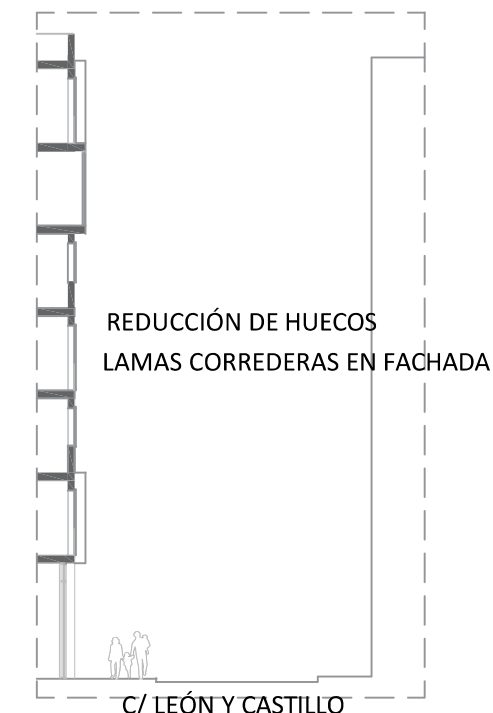 REDUCCIÓN DE HUECOS
LAMAS CORREDERAS EN FACHADA
C/ LEÓN Y CASTILLO